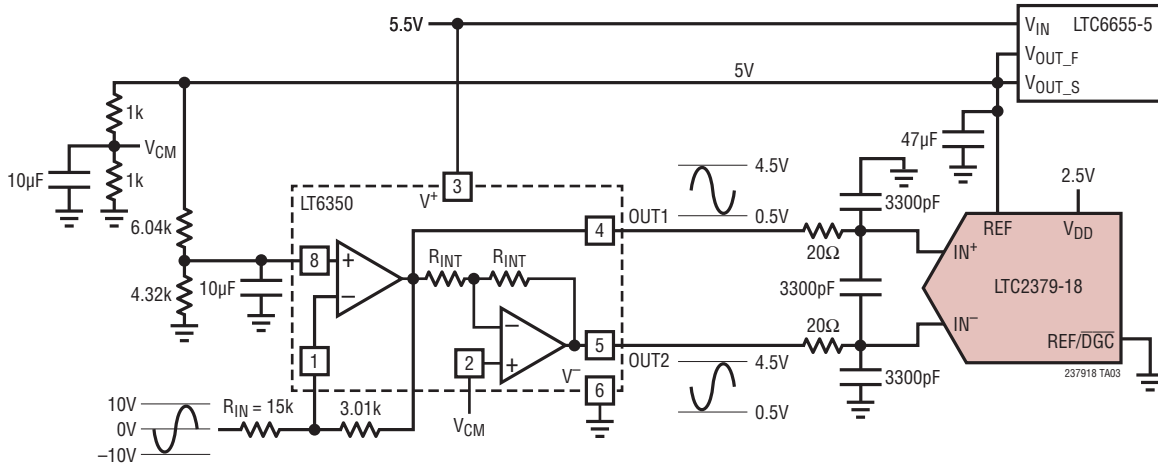 5.5V
V_IN
LTC6655-5
V_OUT_F
5V
V_OUT_S
1k
V_CM
10µF
1k
47µF
4.5V
0.5V
3300pF
2.5V
LT6350
V+
3
6.04k
4
OUT1
20Ω
REF
V_DD
IN+
8
+
−
R_INT
R_INT
4.32k
10µF
3300pF
LTC2379-18
1
−
+
2
20Ω
IN−
5
OUT2
V−
6
4.5V
0.5V
3300pF
REF/DGC
237918 TA03
10V
0V
−10V
R_IN = 15k
3.01k
V_CM